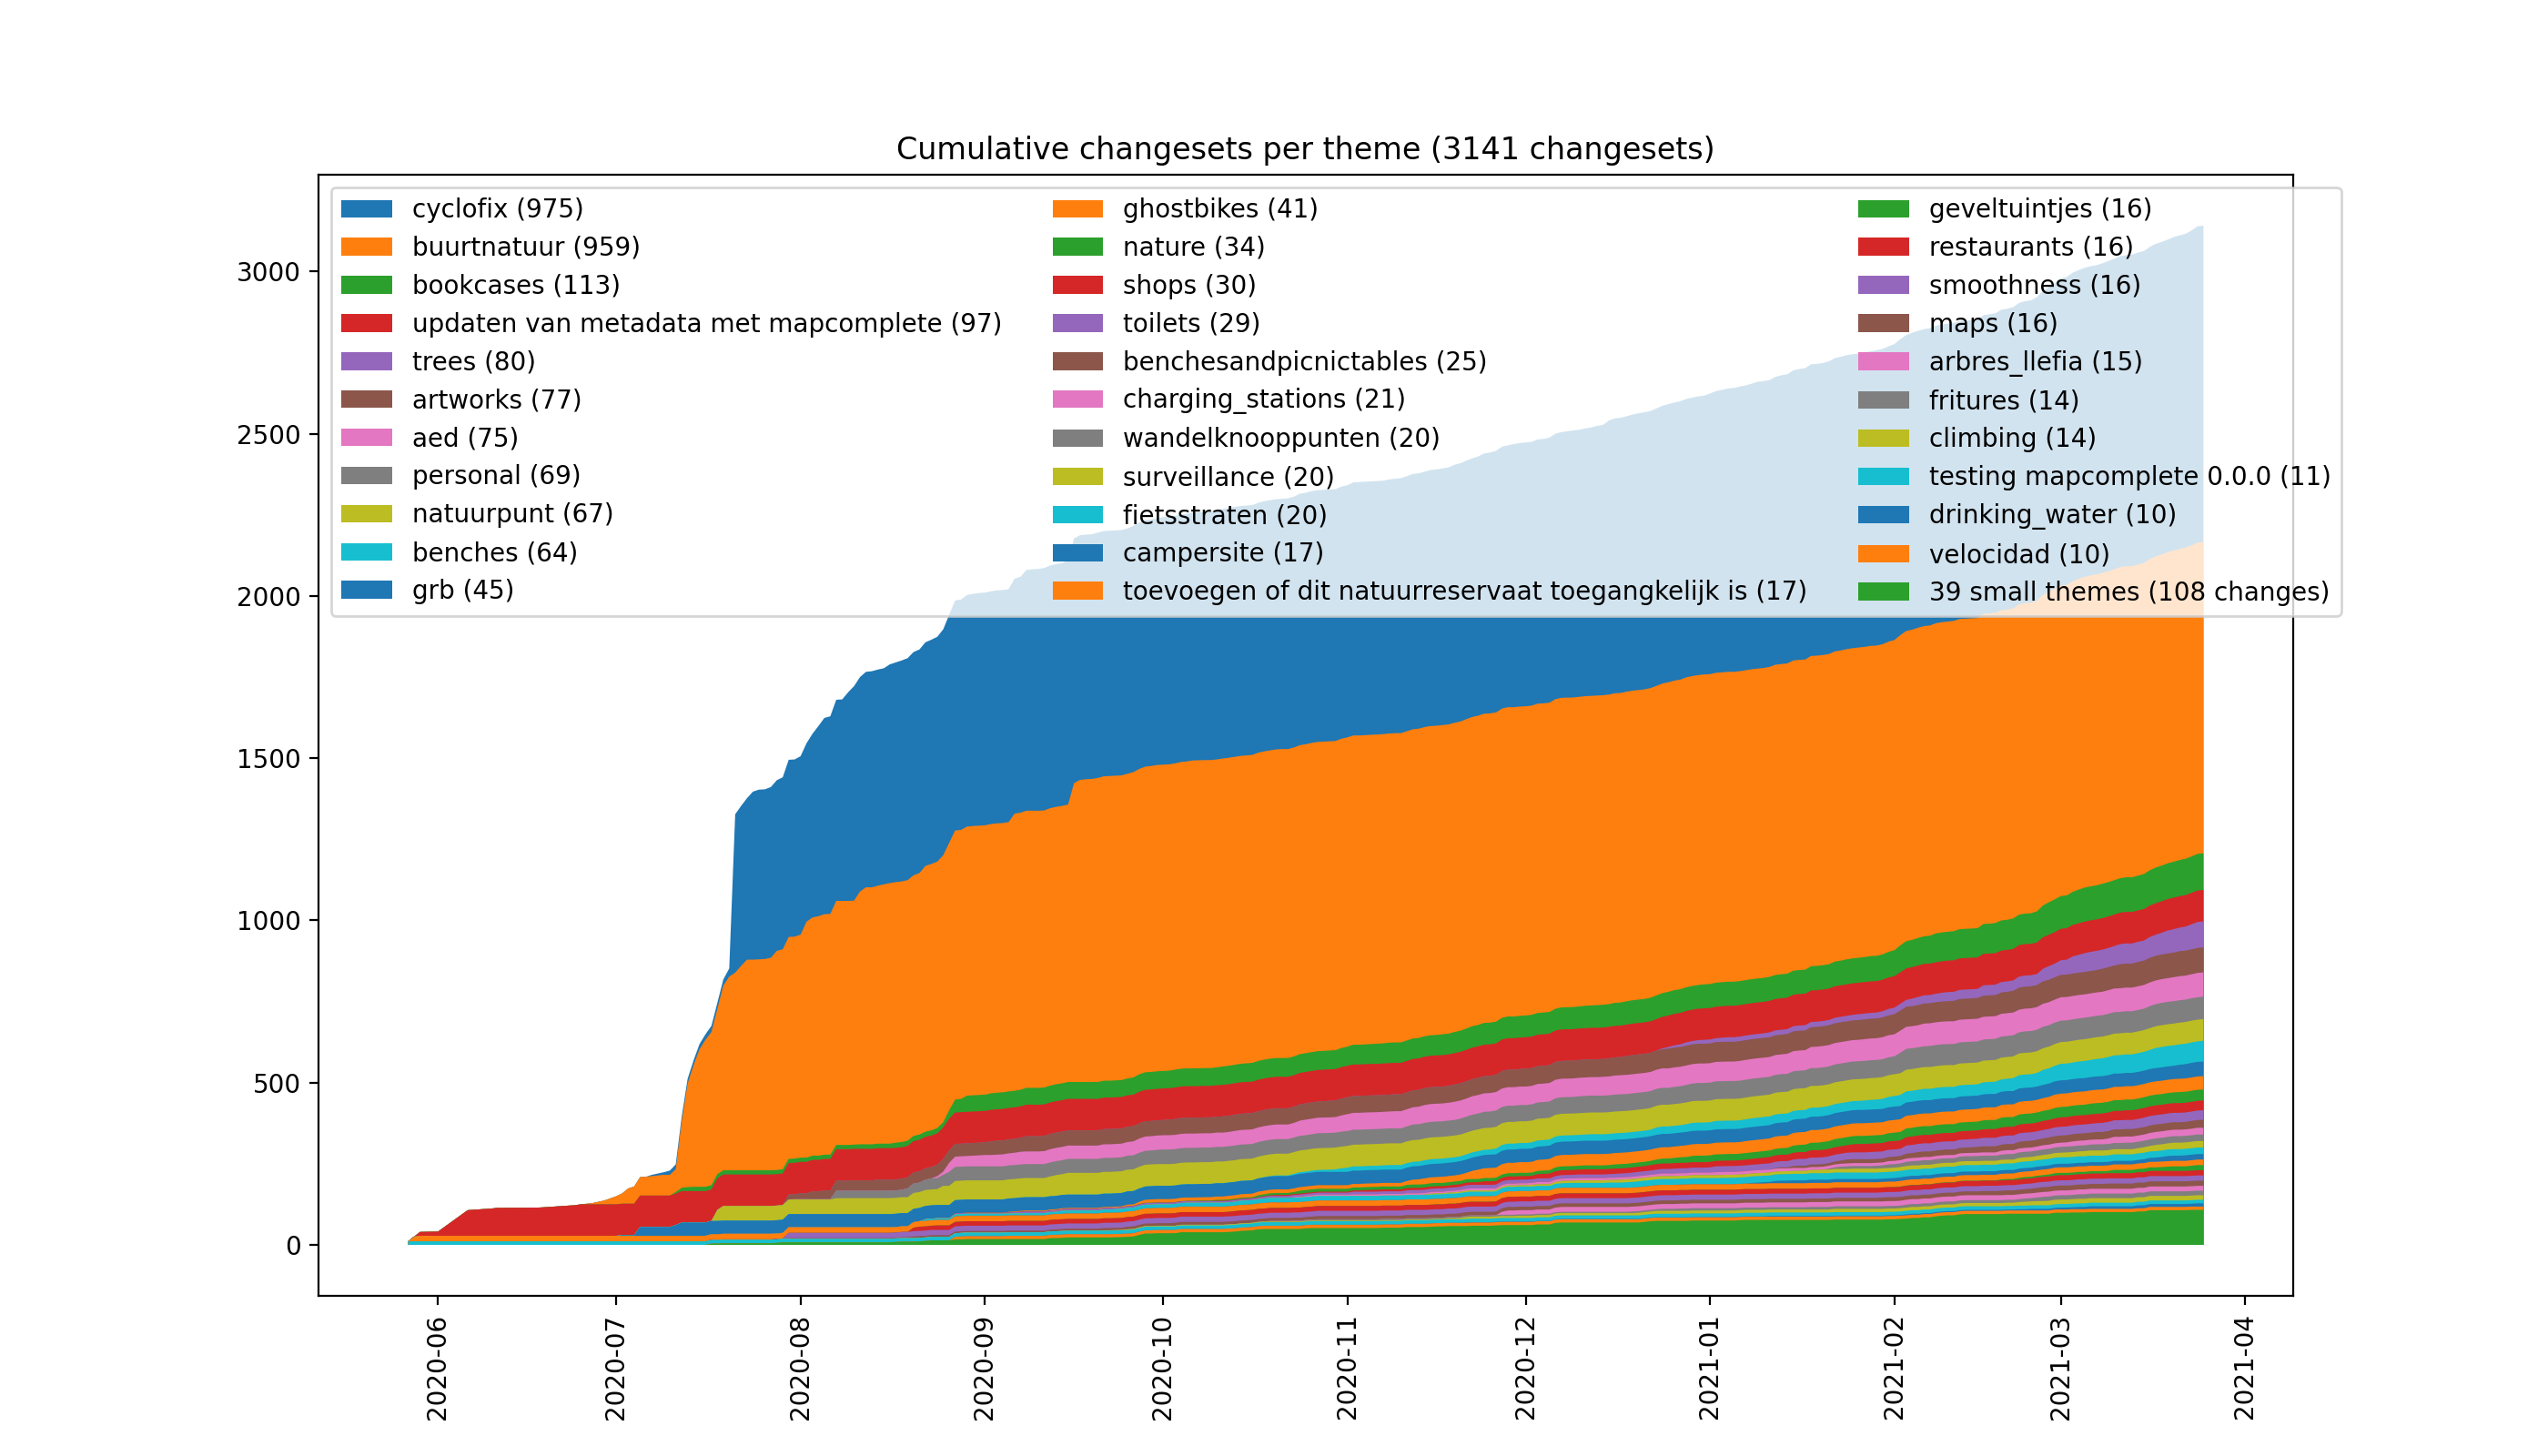 Cumulative changesets per theme (3141 changesets)
cyclofix (975)
buurtnatuur (959)
bookcases (113)
updaten van metadata met mapcomplete (97)
trees (80)
artworks (77)
aed (75)
personal (69)
natuurpunt (67)
benches (64)
grb (45)
ghostbikes (41)
nature (34)
shops (30)
toilets (29)
benchesandpicnictables (25)
charging_stations (21)
wandelknooppunten (20)
surveillance (20)
fietsstraten (20)
campersite (17)
toevoegen of dit natuurreservaat toegangkelijk is (17)
geveltuintjes (16)
restaurants (16)
smoothness (16)
maps (16)
arbres_llefia (15)
fritures (14)
climbing (14)
testing mapcomplete 0.0.0 (11)
drinking_water (10)
velocidad (10)
39 small themes (108 changes)
3000
2500
2000
1500
1000
500
0
2020-06
2020-07
2020-08
2020-09
2020-10
2020-11
2020-12
2021-01
2021-02
2021-03
2021-04